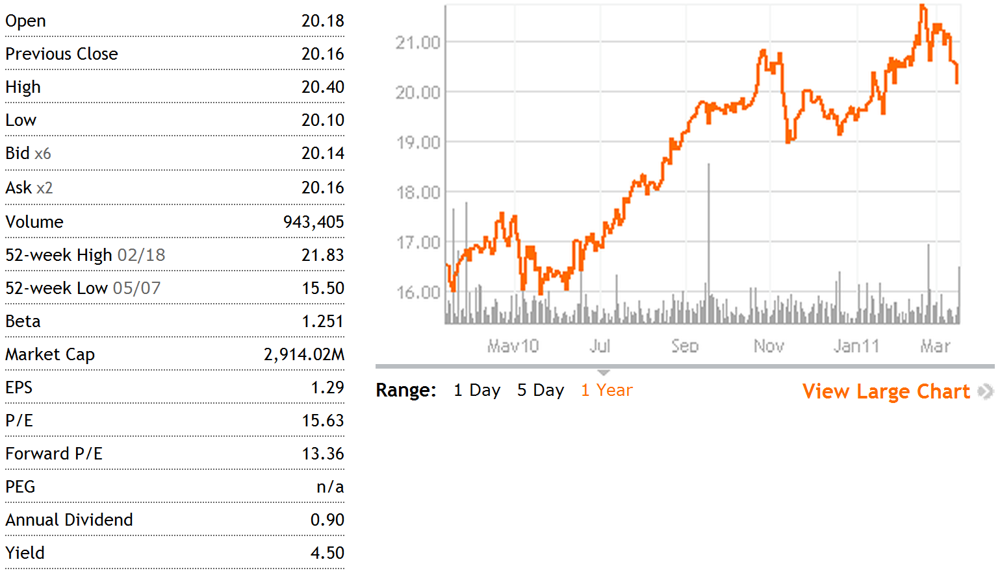 Open 20.18
Previous Close 20.16
High 20.40
Low 20.10
Bid x6 20.14
Ask x2 20.16
Volume 943,405
52-week High 02/18 21.83
52-week Low 05/07 15.50
Beta 1.251
Market Cap 2,914.02M
EPS 1.29
P/E 15.63
Forward P/E 13.36
PEG n/a
Annual Dividend 0.90
Yield 4.50
21.00
20.00
19.00
18.00
17.00
16.00
May10 Jul Sep Nov Jan11 Mar
Range: 1 Day 5 Day 1 Year View Large Chart